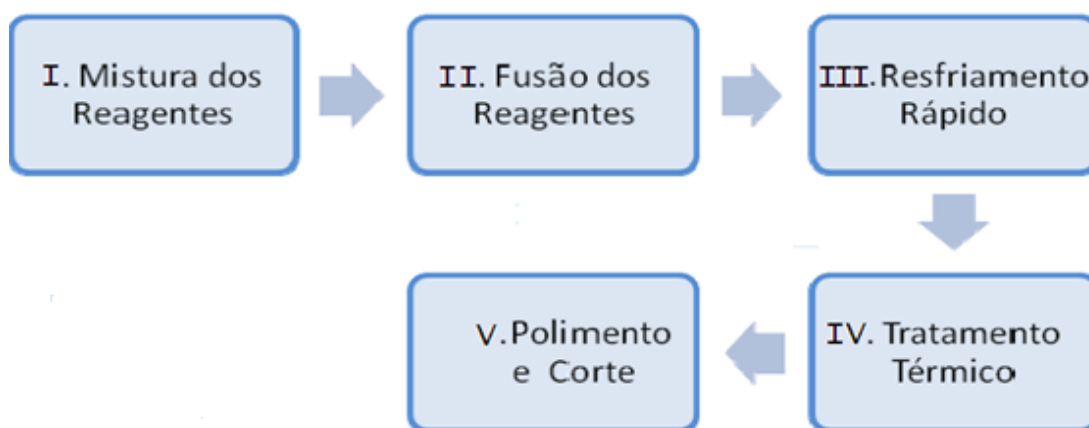 I. Mistura dos
Reagentes
II. Fusão dos
Reagentes
III.Resfriamento
Rápido
IV. Tratamento
Térmico
V.Polimento
e Corte